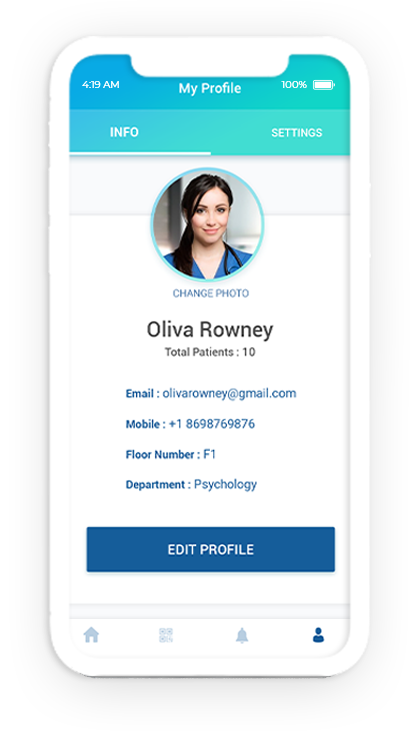 4:19 AM
My Profile
100%
INFO
SETTINGS
CHANGE PHOTO
Oliva Rowney
Total Patients : 10
Email : olivarowney@gmail.com
Mobile : +1 8698769876
Floor Number : F1
Department : Psychology
EDIT PROFILE